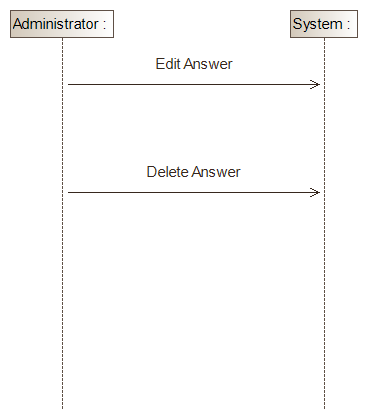 Administrator :
System :
Edit Answer
Delete Answer